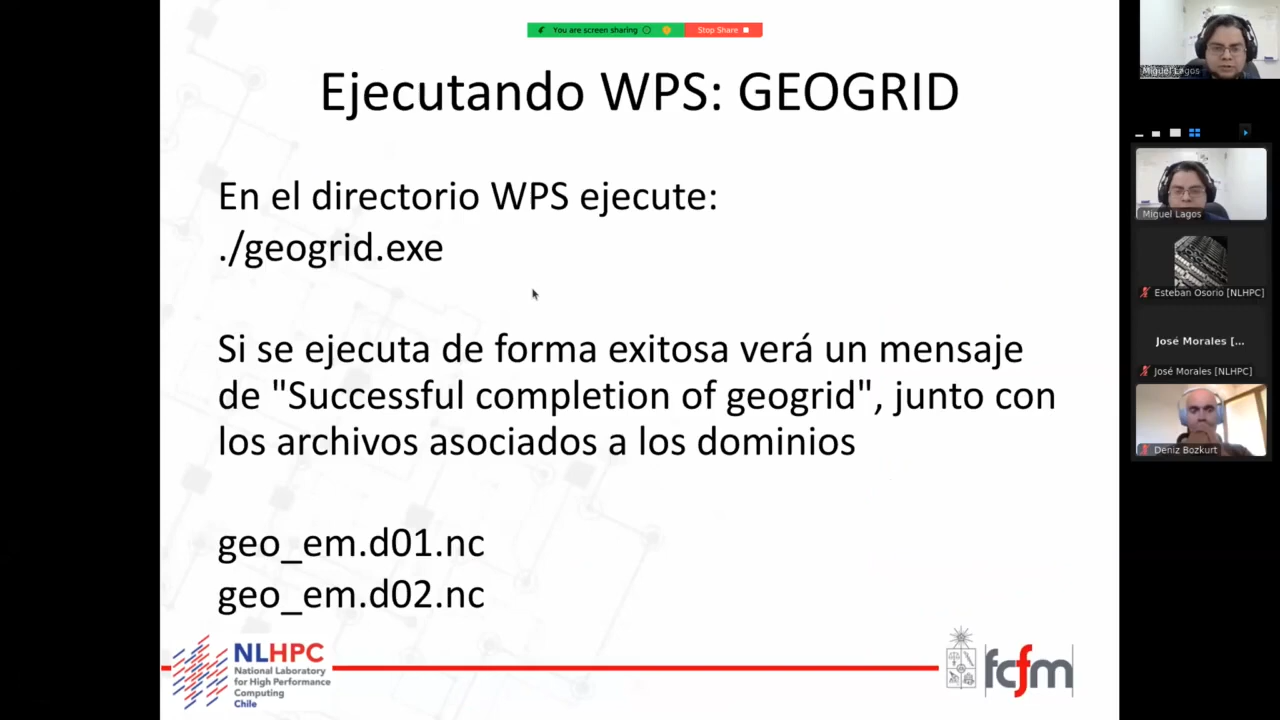 You are screen sharing
Stop Share
Ejecutando WPS: GEOGRID
En el directorio WPS ejecute:
./geogrid.exe
Si se ejecuta de forma exitosa verá un mensaje
de "Successful completion of geogrid", junto con
los archivos asociados a los dominios
geo_em.d01.nc
geo_em.d02.nc
NLHPC
National Laboratory
for High Performance
Computing
Chile
fcfm
Miguel Lagos
Miguel Lagos
Esteban Osorio [NLHPC]
José Morales [...
José Morales [NLHPC]
Deniz Bozkurt